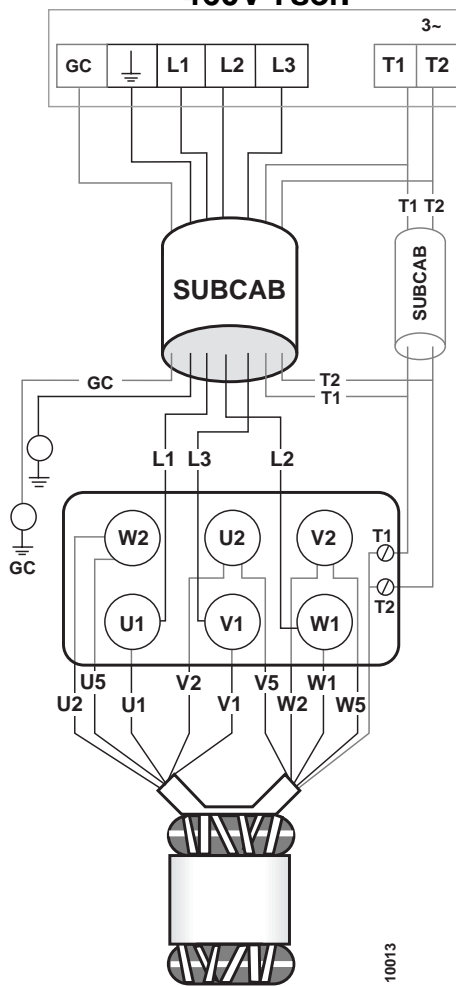 3~
GC L1 L2 L3 T1 T2
T1 T2
SUBCAB
SUBCAB
GC
T2
T1
L1 L3 L2
GC
W2 U2 V2
T1
T2
U1 V1 W1
U5 V2 V5 W1
U2 U1 V1 W2 W5
10013